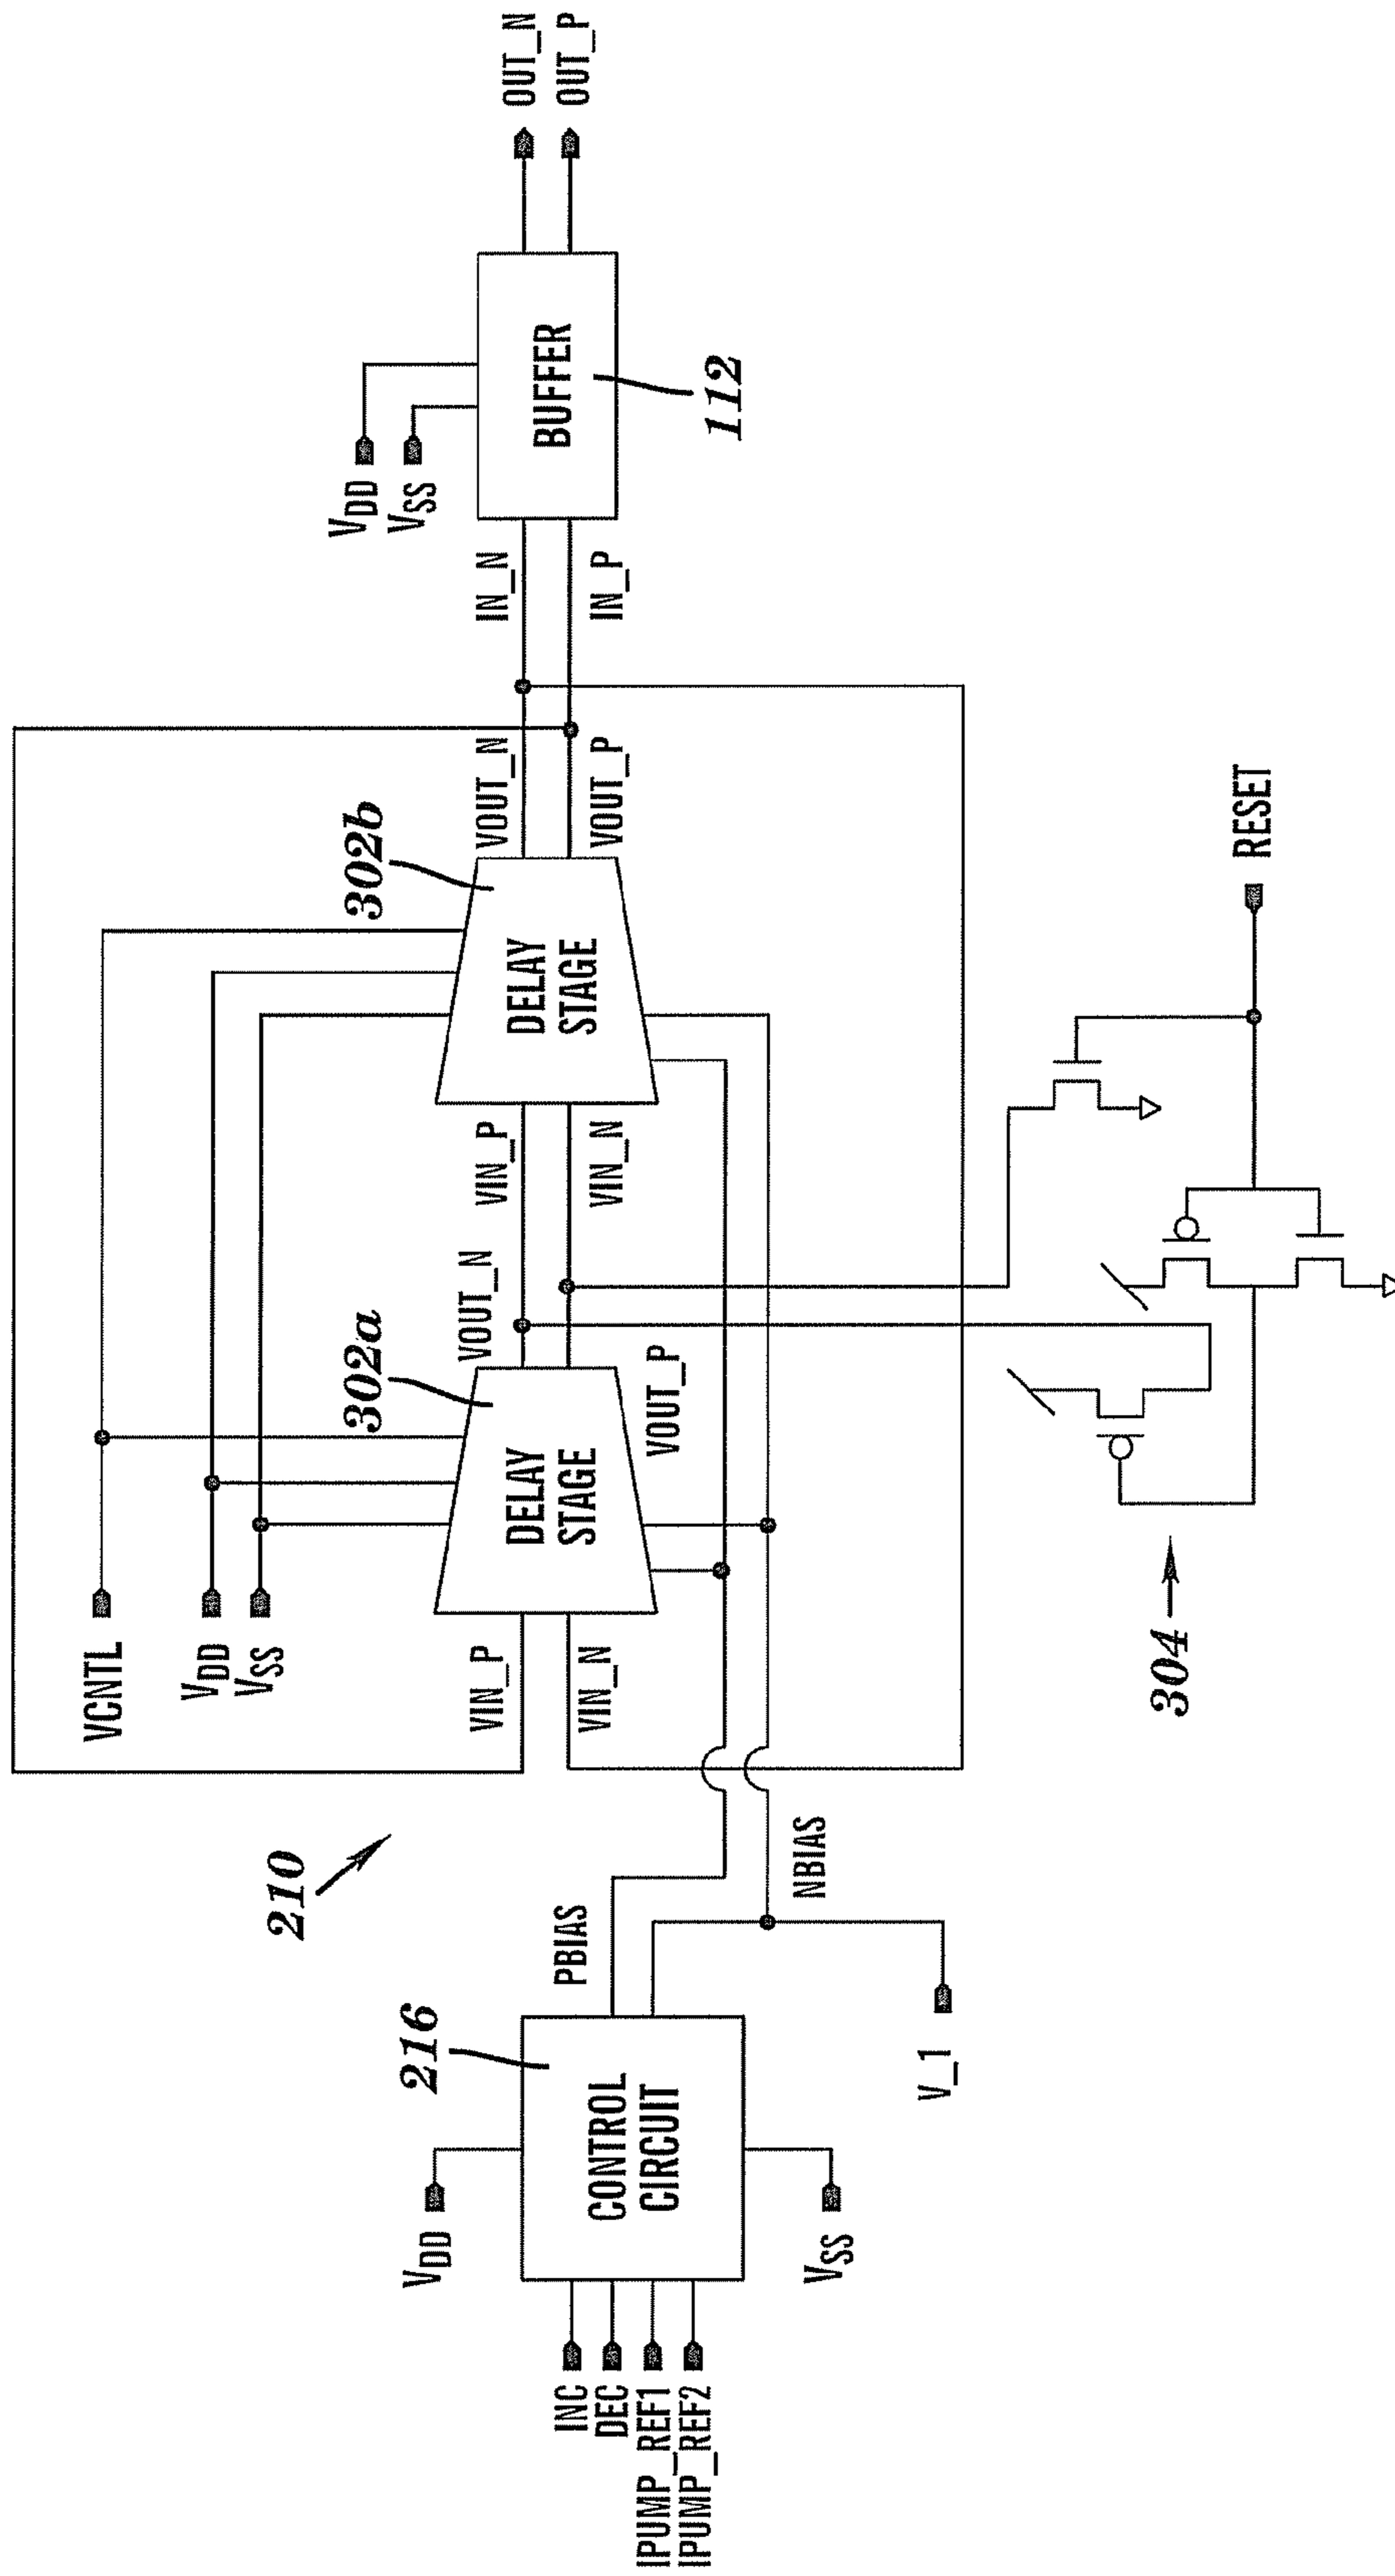 210
VCNTL
VDD
VSS
302a
302b
VIN_P
VIN_N
DELAY
STAGE
VOUT_N
VOUT_P
VIN_P
VIN_N
DELAY
STAGE
VOUT_N
VOUT_P
IN_N
IN_P
VDD
VSS
BUFFER
112
OUT_N
OUT_P
216
VDD
INC
DEC
IPUMP_REF1
IPUMP_REF2
CONTROL
CIRCUIT
VSS
PBIAS
NBIAS
V_1
304
RESET